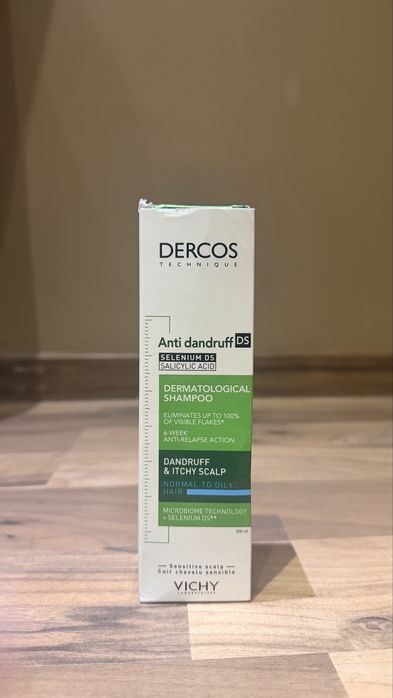 DERCOS
TECHNIQUE
Anti dandruff DS
SELENIUM DS
SALICYLIC ACID
DERMATOLOGICAL
SHAMPOO
ELIMINATES UP TO 100%
OF VISIBLE FLAKES*
6-WEEK
ANTI-RELAPSE ACTION
DANDRUFF
& ITCHY SCALP
NORMAL TO OILY
HAIR
MICROBIOME TECHNOLOGY
+ SELENIUM DS**
200 ml
Sensitive scalp
Cuir chevelu sensible
VICHY
LABORATOIRES